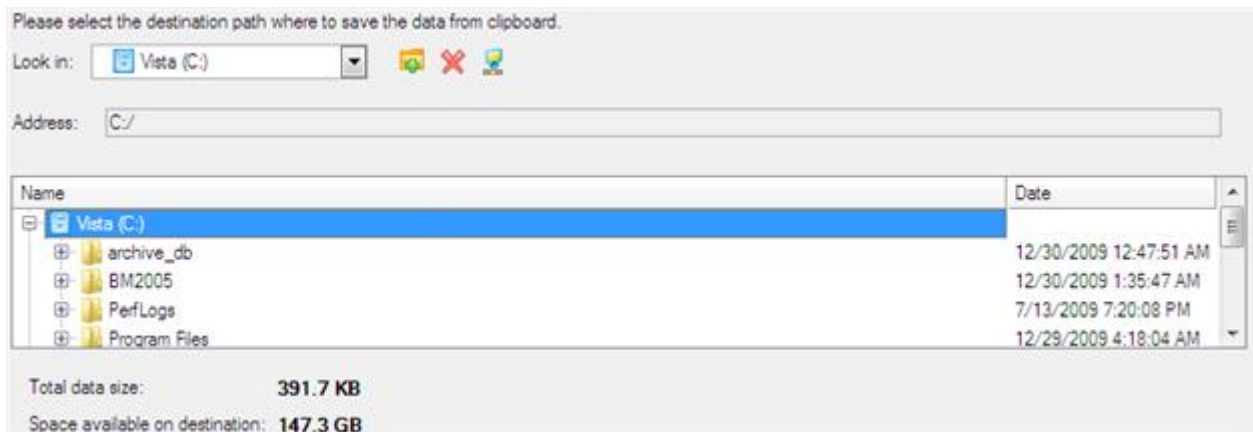 Please select the destination path where to save the data from clipboard.
Look in: Vista (C:)
Address: C:/
Name Date
Vista (C:)
archive_db 12/30/2009 12:47:51 AM
BM2005 12/30/2009 1:35:47 AM
PerfLogs 7/13/2009 7:20:08 PM
Program Files 12/29/2009 4:18:04 AM
Total data size: 391.7 KB
Space available on destination: 147.3 GB